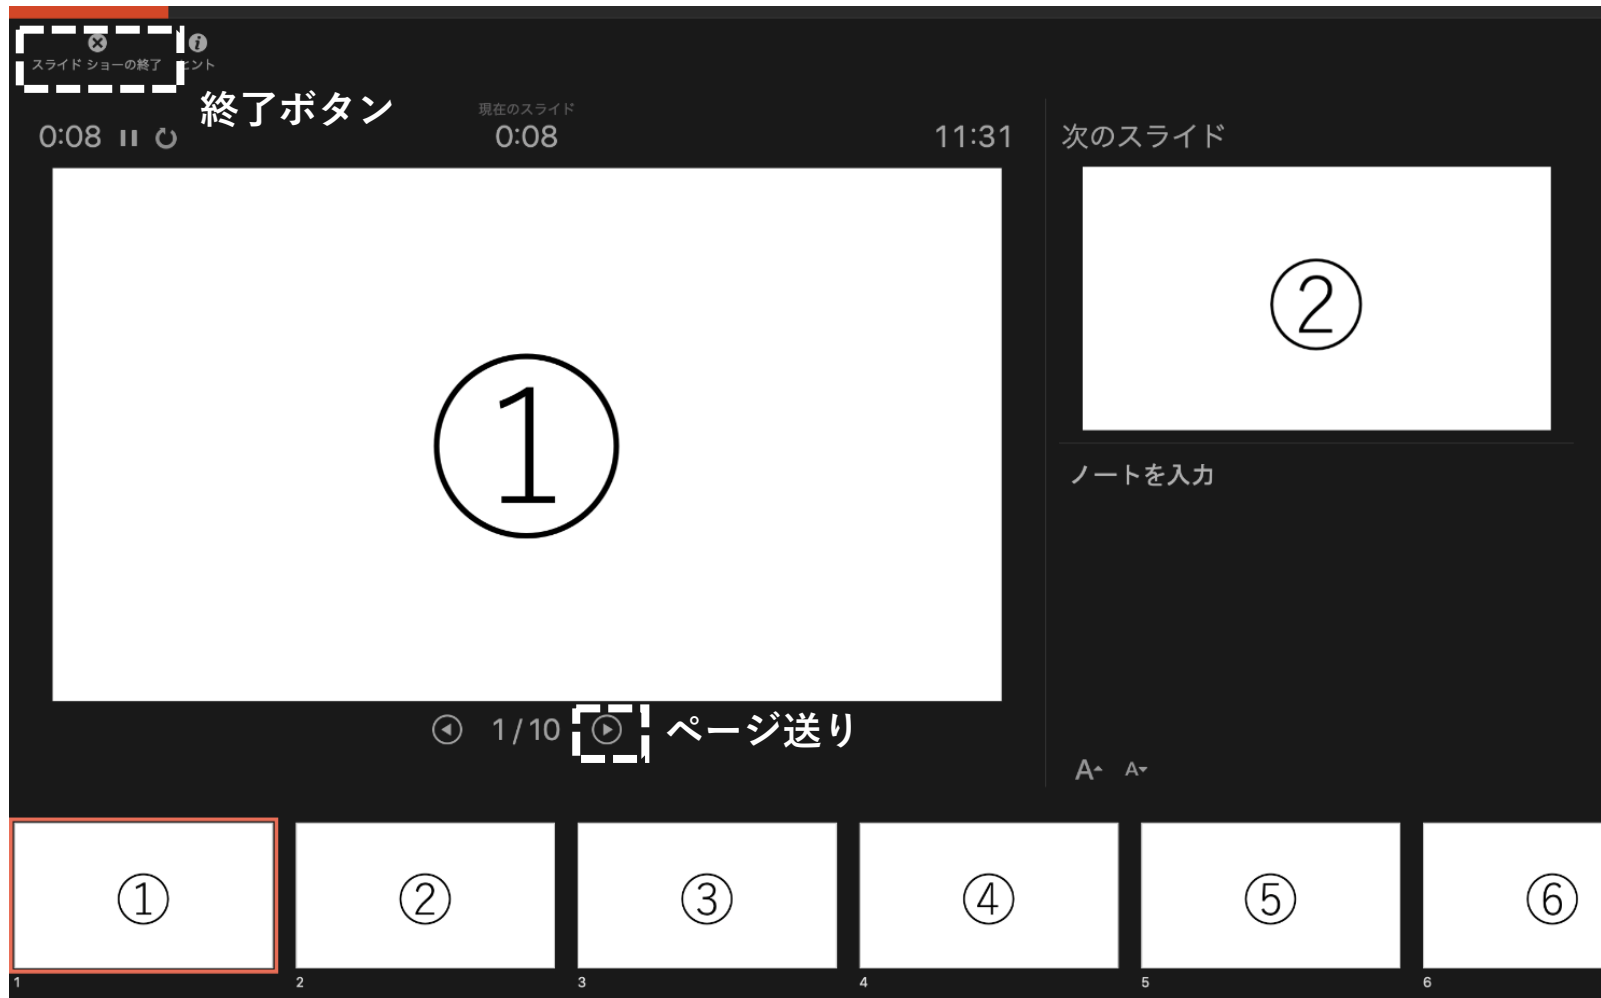 スライド ショーの終了
ヒント
終了ボタン
0:08
現在のスライド
0:08
11:31
次のスライド
①
②
ノートを入力
1/10
ページ送り
A A
①
②
③
④
⑤
⑥
1
2
3
4
5
6